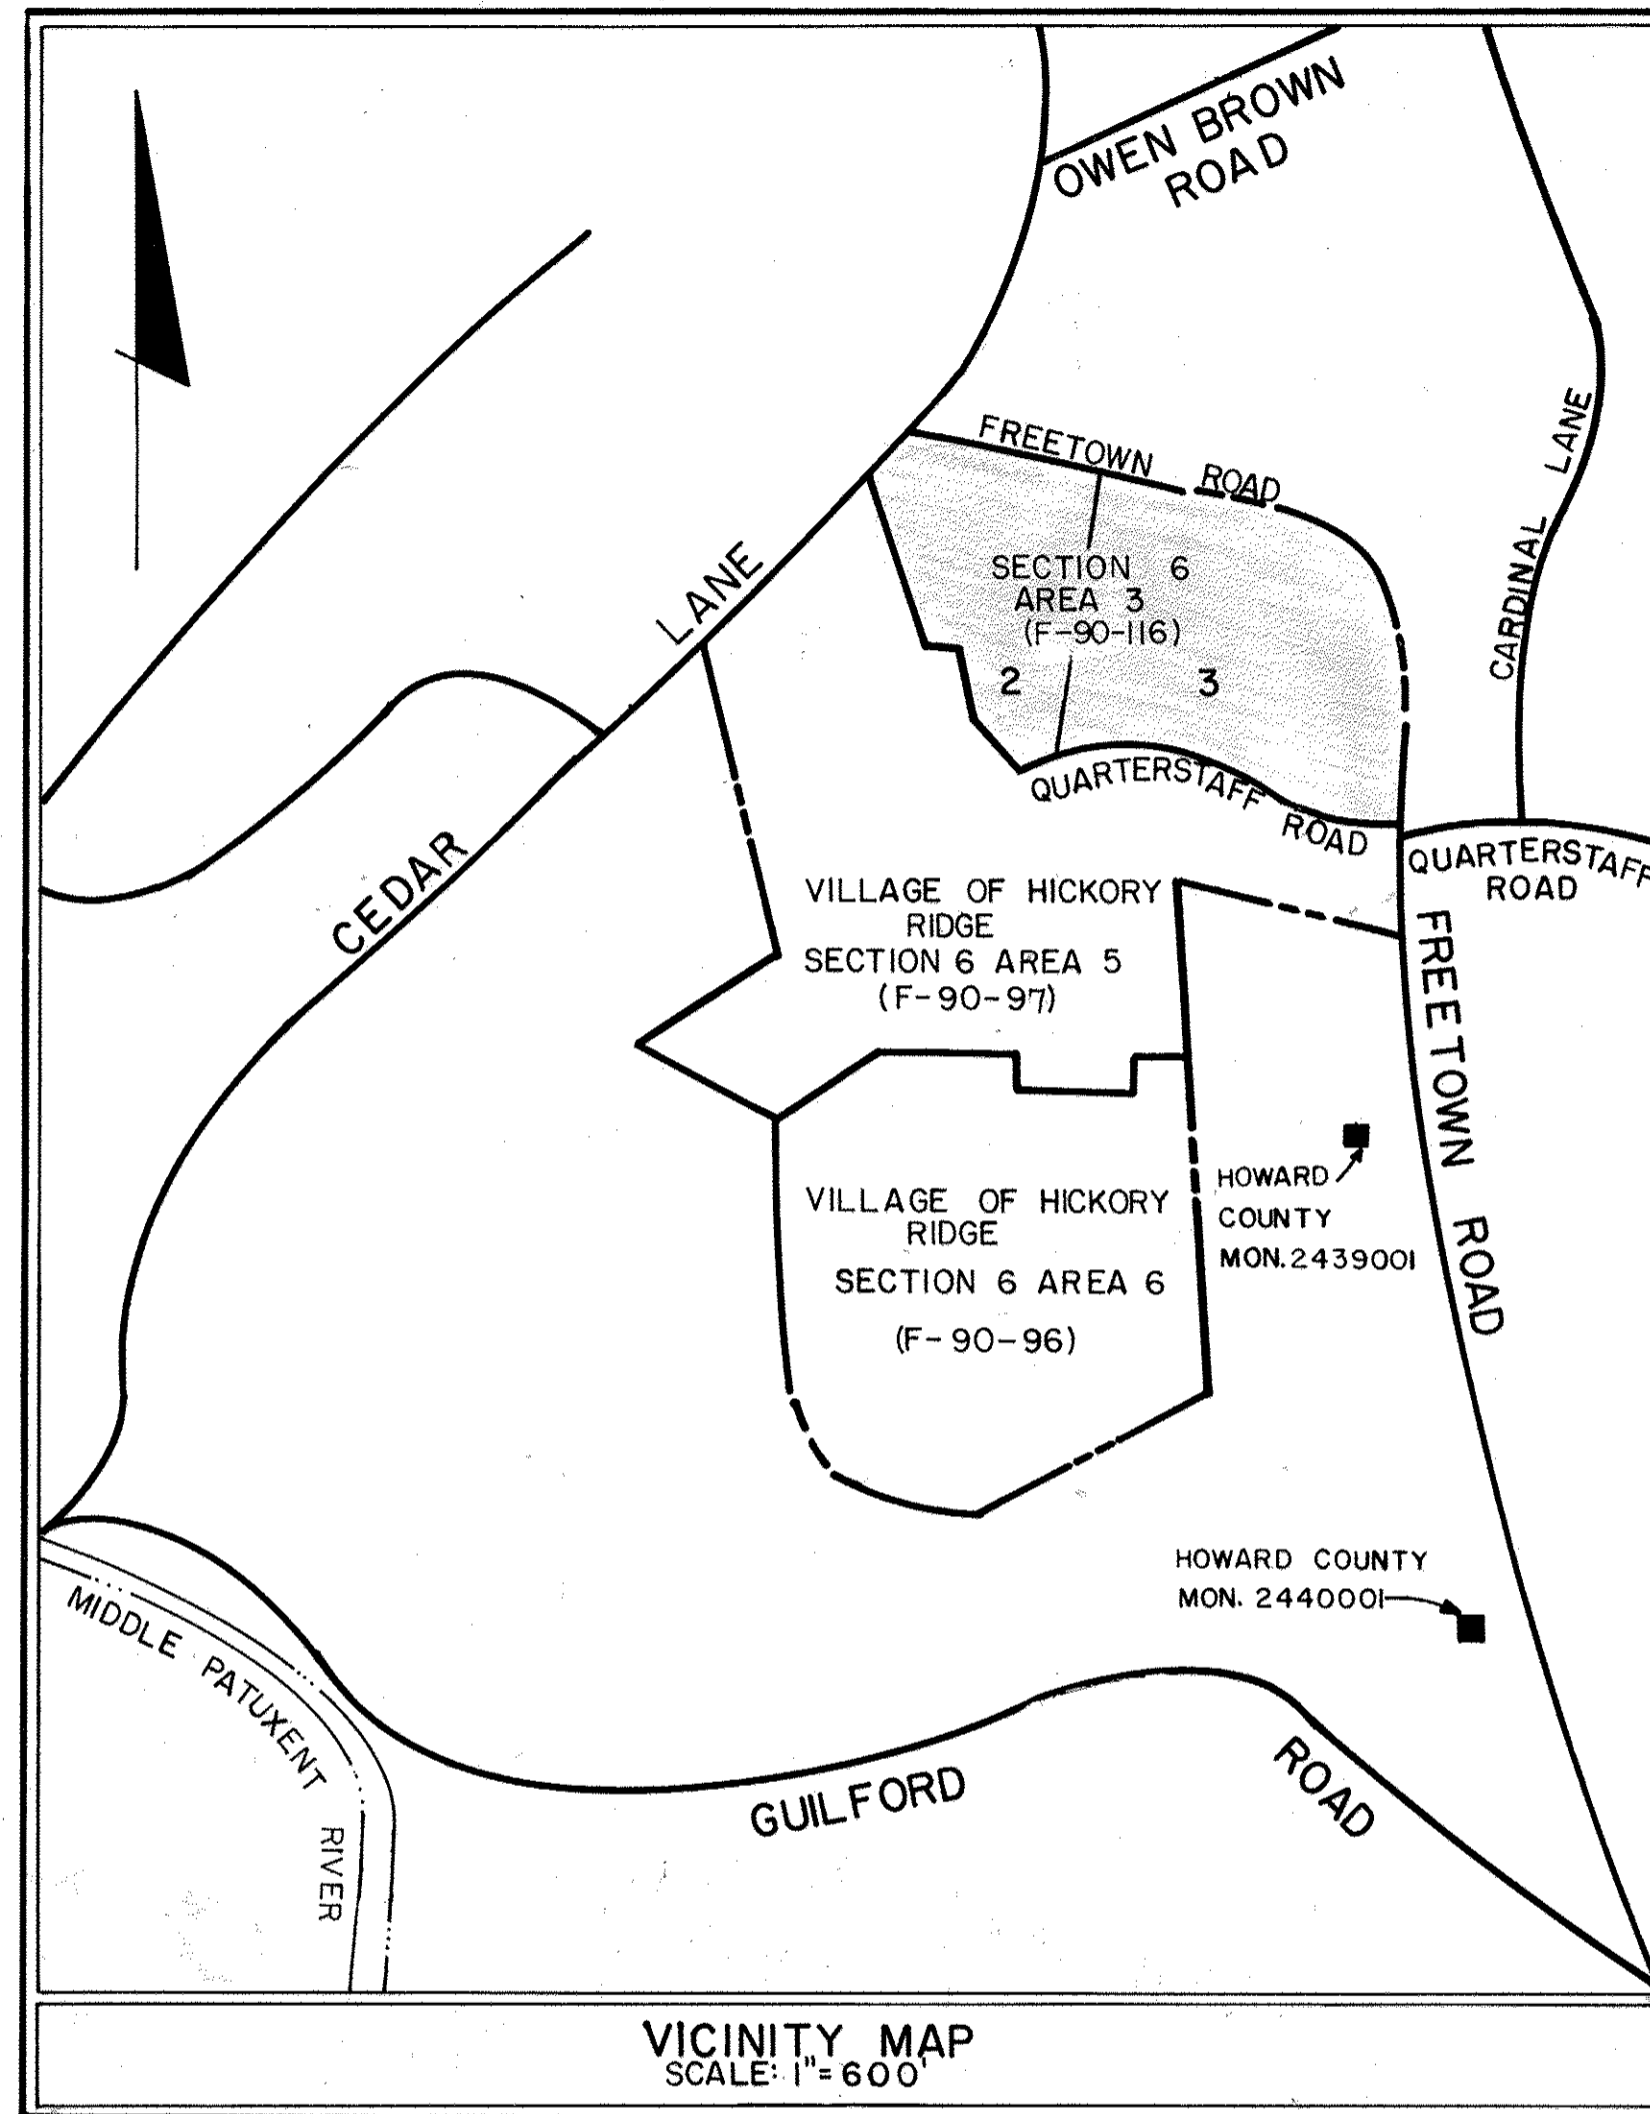 OWEN BROWN
ROAD
FREETOWN ROAD
CARDINAL LANE
SECTION 6
AREA 3
(F-90-116)
2 3
CEDAR LANE
QUARTERSTAFF ROAD
QUARTERSTAFF
ROAD
VILLAGE OF HICKORY
RIDGE
SECTION 6 AREA 5
(F-90-97)
FREETOWN ROAD
HOWARD
COUNTY
MON. 2439001
VILLAGE OF HICKORY
RIDGE
SECTION 6 AREA 6
(F-90-96)
HOWARD COUNTY
MON. 2440001
MIDDLE PATUXENT RIVER
GUILFORD ROAD
VICINITY MAP
SCALE: 1"=600'